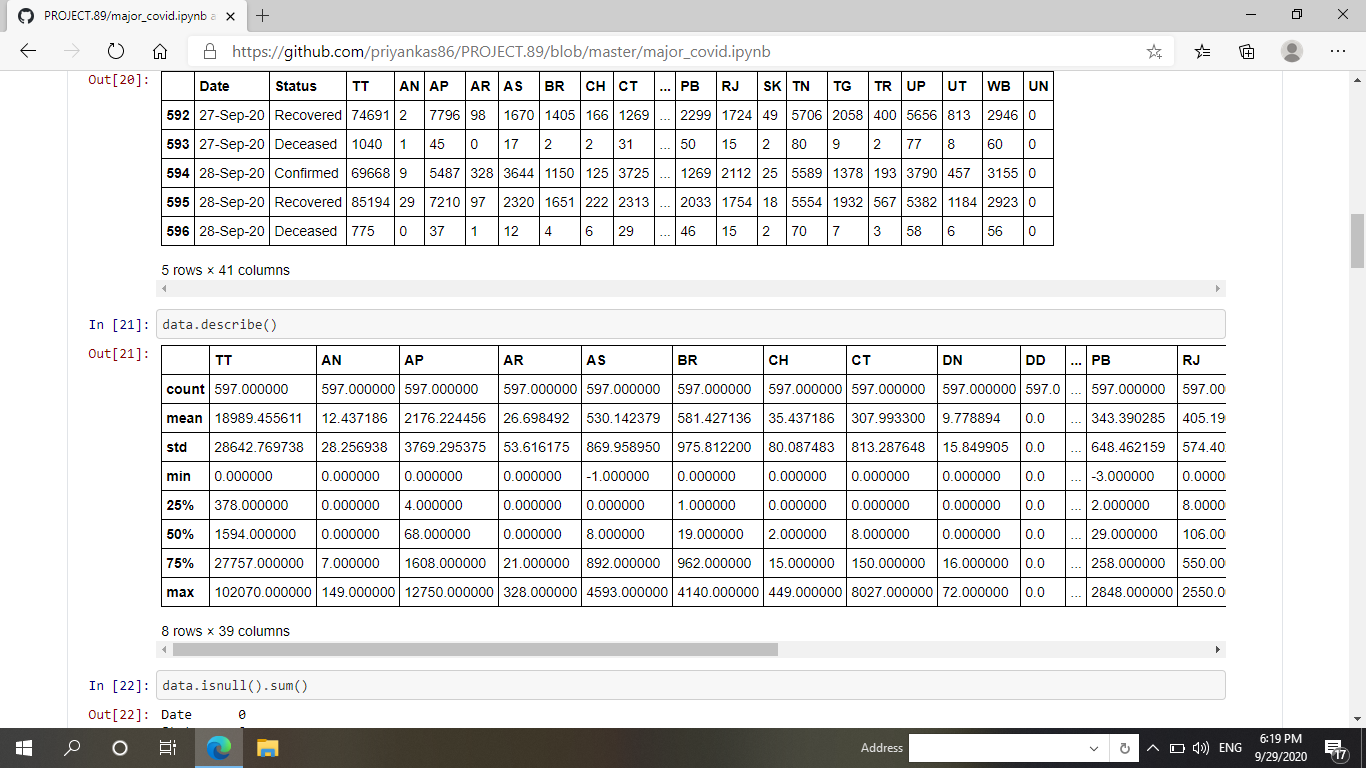 PROJECT.89/major_covid.ipynb a
https://github.com/priyankas86/PROJECT.89/blob/master/major_covid.ipynb
Out[20]:
Date Status TT AN AP AR AS BR CH CT ... PB RJ SK TN TG TR UP UT WB UN
592 27-Sep-20 Recovered 74691 2 7796 98 1670 1405 166 1269 ... 2299 1724 49 5706 2058 400 5656 813 2946 0
593 27-Sep-20 Deceased 1040 1 45 0 17 2 2 31 ... 50 15 2 80 9 2 77 8 60 0
594 28-Sep-20 Confirmed 69668 9 5487 328 3644 1150 125 3725 ... 1269 2112 25 5589 1378 193 3790 457 3155 0
595 28-Sep-20 Recovered 85194 29 7210 97 2320 1651 222 2313 ... 2033 1754 18 5554 1932 567 5382 1184 2923 0
596 28-Sep-20 Deceased 775 0 37 1 12 4 6 29 ... 46 15 2 70 7 3 58 6 56 0
5 rows × 41 columns
In [21]: data.describe()
Out[21]:
TT AN AP AR AS BR CH CT DN DD ... PB RJ
count 597.000000 597.000000 597.000000 597.000000 597.000000 597.000000 597.000000 597.000000 597.000000 597.0 ... 597.000000 597.00
mean 18989.455611 12.437186 2176.224456 26.698492 530.142379 581.427136 35.437186 307.993300 9.778894 0.0 ... 343.390285 405.19
std 28642.769738 28.256938 3769.295375 53.616175 869.958950 975.812200 80.087483 813.287648 15.849905 0.0 ... 648.462159 574.40
min 0.000000 0.000000 0.000000 0.000000 -1.000000 0.000000 0.000000 0.000000 0.000000 0.0 ... -3.000000 0.0000
25% 378.000000 0.000000 4.000000 0.000000 0.000000 1.000000 0.000000 0.000000 0.000000 0.0 ... 2.000000 8.0000
50% 1594.000000 0.000000 68.000000 0.000000 8.000000 19.000000 2.000000 8.000000 0.000000 0.0 ... 29.000000 106.00
75% 27757.000000 7.000000 1608.000000 21.000000 892.000000 962.000000 15.000000 150.000000 16.000000 0.0 ... 258.000000 550.00
max 102070.000000 149.000000 12750.000000 328.000000 4593.000000 4140.000000 449.000000 8027.000000 72.000000 0.0 ... 2848.000000 2550.0
8 rows × 39 columns
In [22]: data.isnull().sum()
Out[22]: Date 0
Address
ENG
6:19 PM
9/29/2020
17